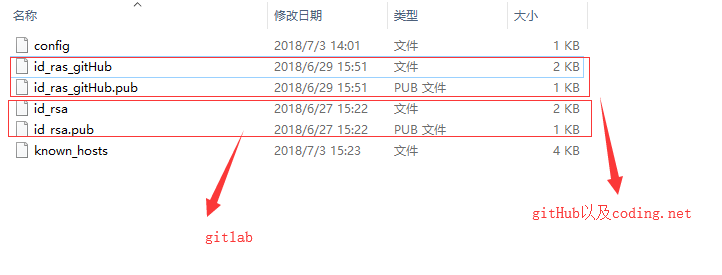 名称 修改日期 类型 大小
config 2018/7/3 14:01 文件 1 KB
id_ras_gitHub 2018/6/29 15:51 文件 2 KB
id_ras_gitHub.pub 2018/6/29 15:51 PUB 文件 1 KB
id_rsa 2018/6/27 15:22 文件 2 KB
id_rsa.pub 2018/6/27 15:22 PUB 文件 1 KB
known_hosts 2018/7/3 15:23 文件 4 KB
gitHub以及coding.net
gitlab